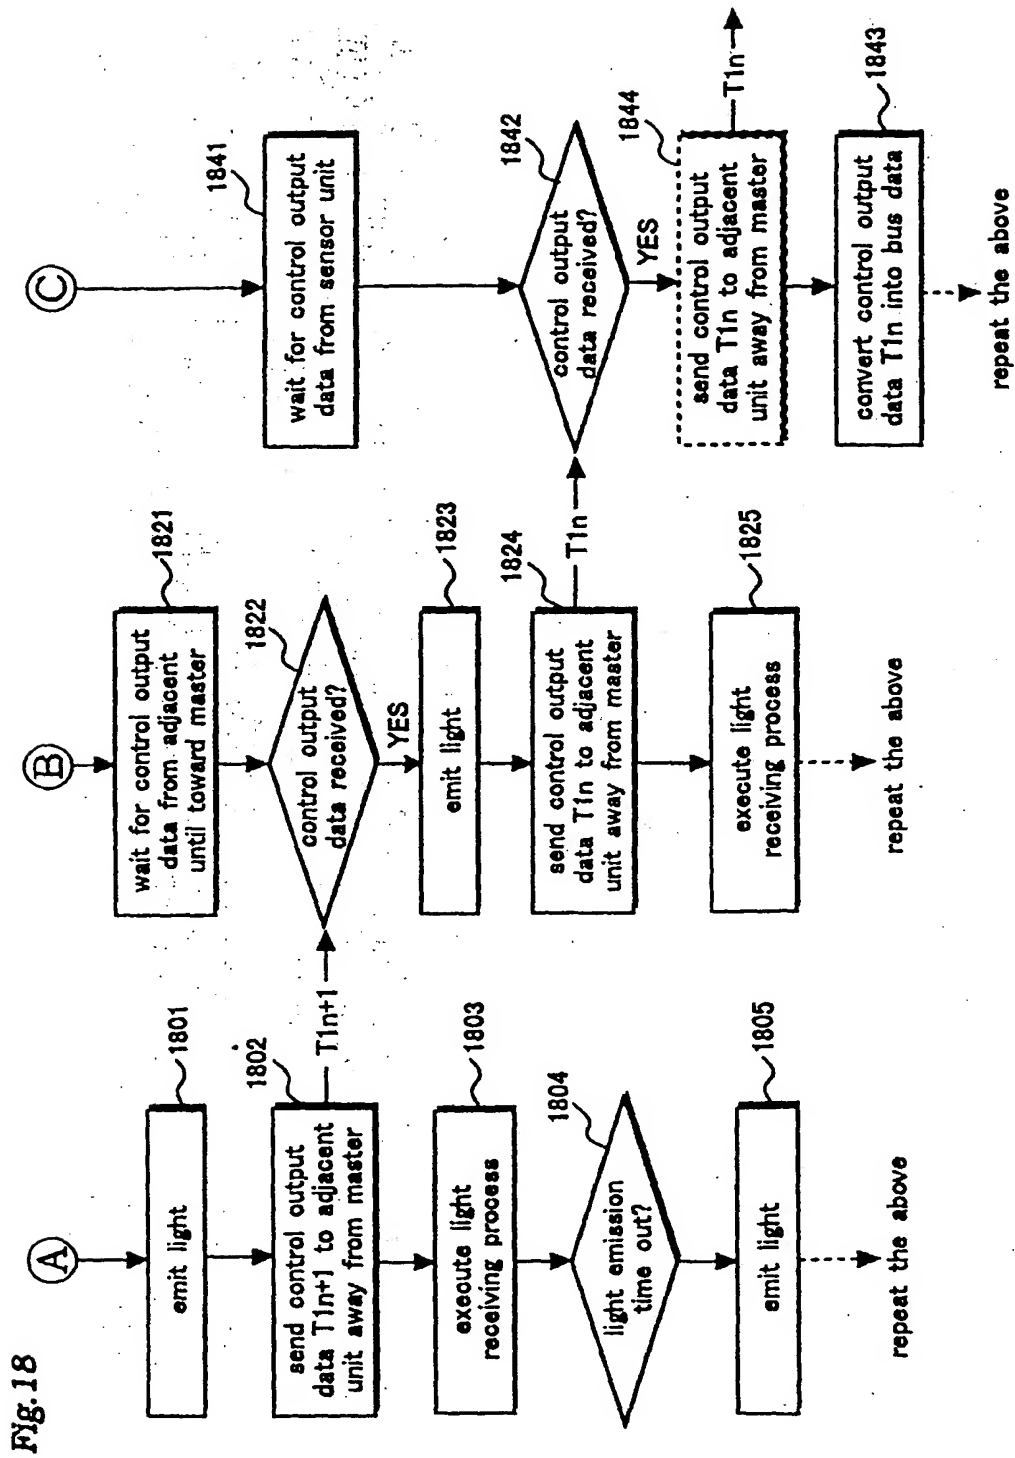 Fig.18
A
emit light
1801
send control output
data T1n+1 to adjacent
unit away from master
1802
T1n+1
execute light
receiving process
1803
light emission
time out?
1804
emit light
1805
repeat the above
B
wait for control output
data from adjacent
until toward master
1821
control output
data received?
1822
YES
emit light
1823
send control output
data T1n to adjacent
unit away from master
1824
T1n
execute light
receiving process
1825
repeat the above
C
wait for control output
data from sensor unit
1841
control output
data received?
1842
YES
send control output
data T1n to adjacent
unit away from master
1844
T1n
convert control output
data T1n into bus data
1843
repeat the above